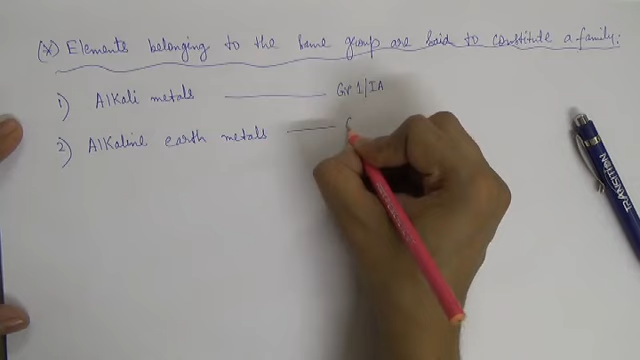 (*) Elements belonging to the same group are said to constitute a family:
1) Alkali metals ——— Gr 1/IA
2) Alkaline earth metals ——— G
TRANSITION